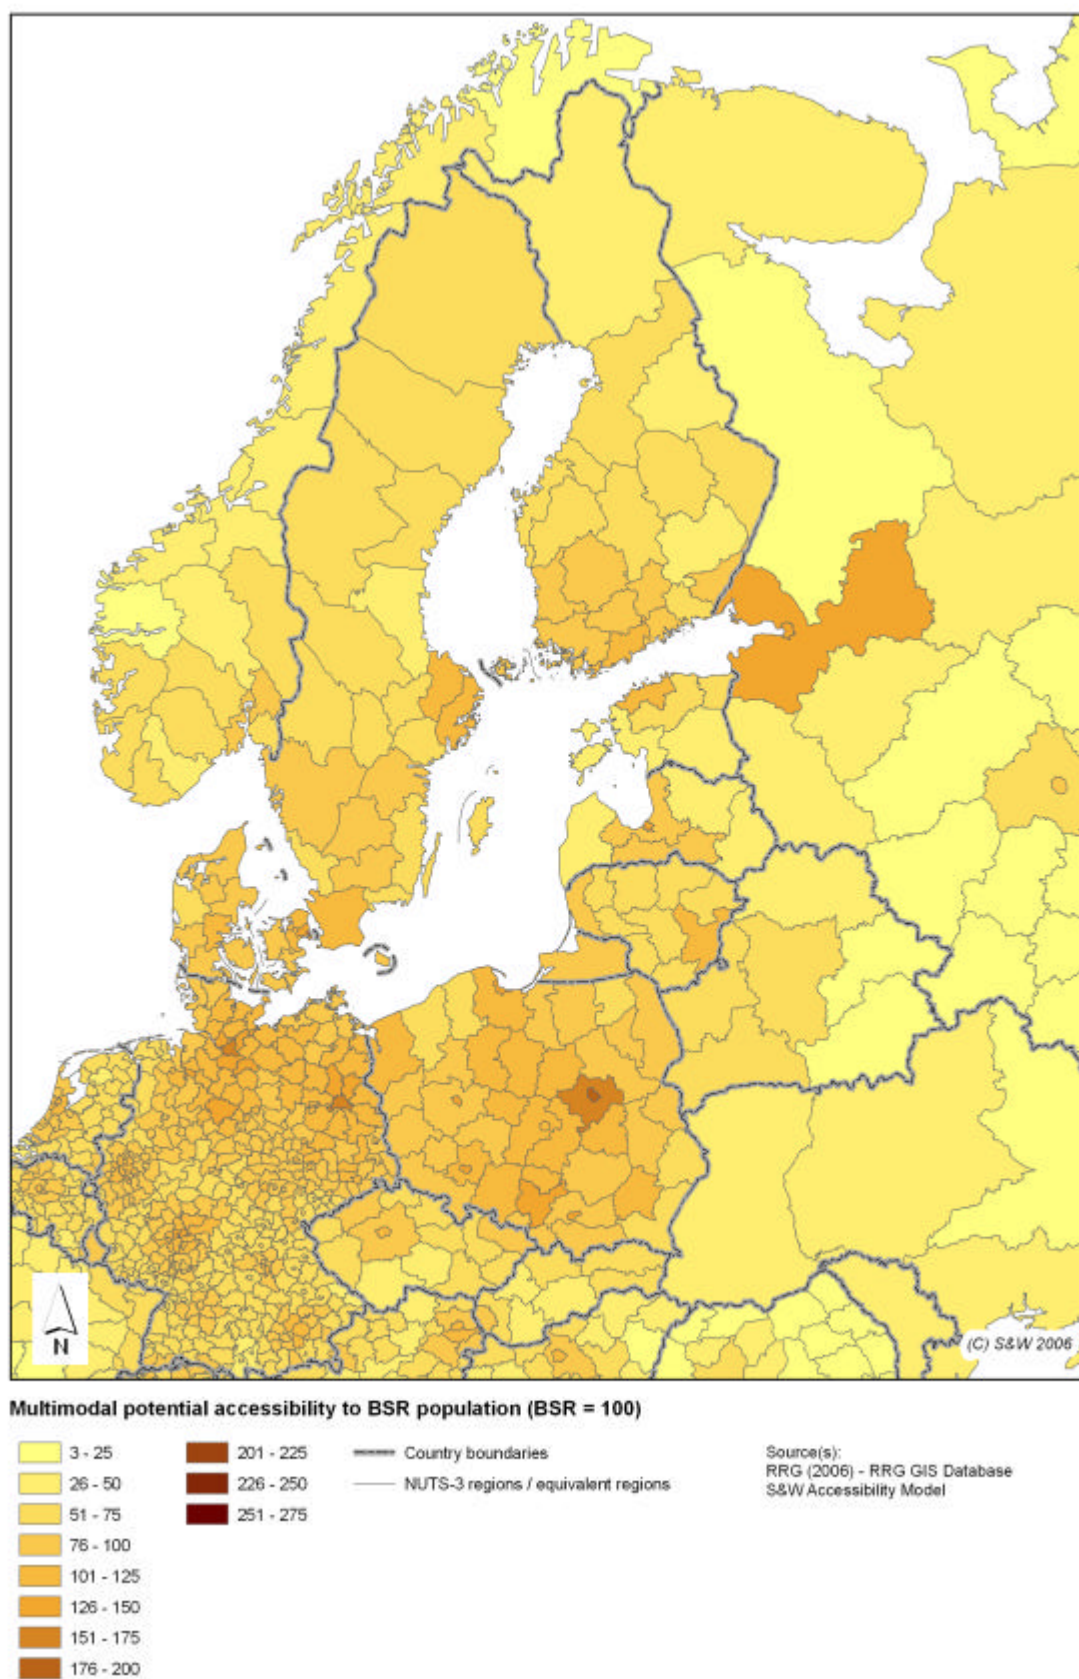 N
(C) S&W 2006
Multimodal potential accessibility to BSR population (BSR = 100)
3 - 25
26 - 50
51 - 75
76 - 100
101 - 125
126 - 150
151 - 175
176 - 200
201 - 225
226 - 250
251 - 275
Country boundaries
NUTS-3 regions / equivalent regions
Source(s):
RRG (2006) - RRG GIS Database
S&W Accessibility Model